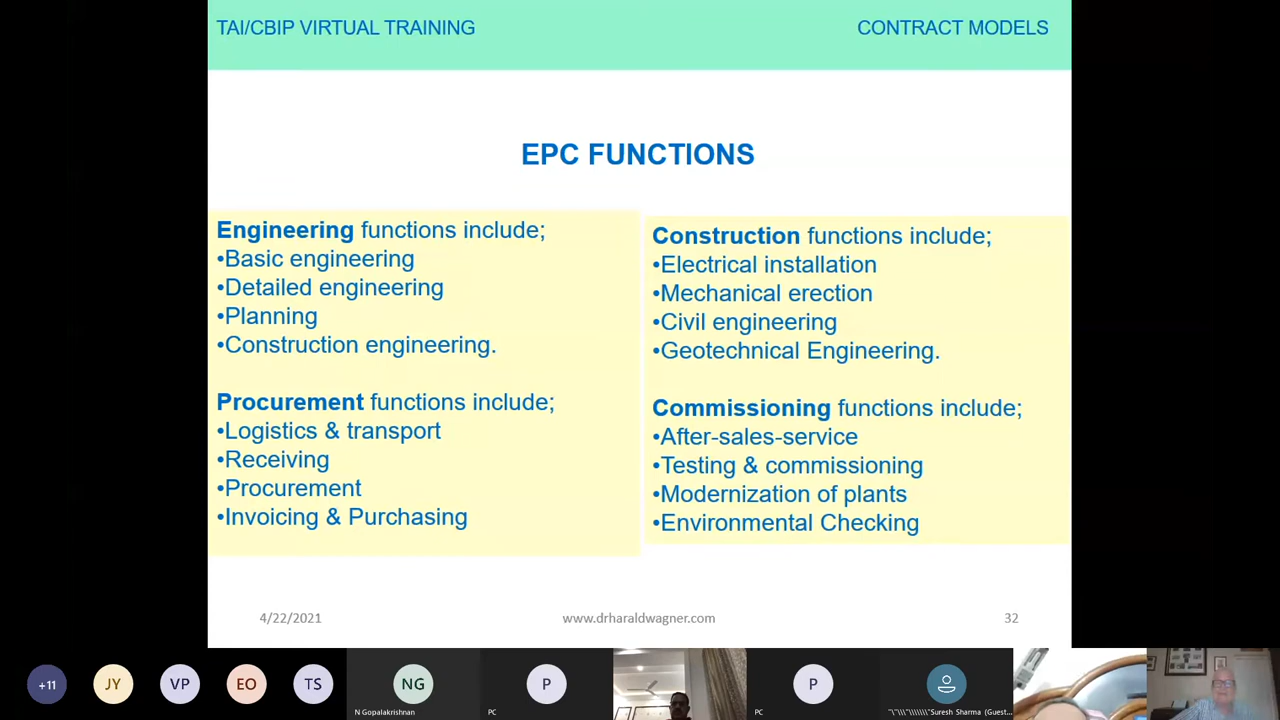 TAI/CBIP VIRTUAL TRAINING
CONTRACT MODELS
EPC FUNCTIONS
Engineering functions include;
•Basic engineering
•Detailed engineering
•Planning
•Construction engineering.
Procurement functions include;
•Logistics & transport
•Receiving
•Procurement
•Invoicing & Purchasing
Construction functions include;
•Electrical installation
•Mechanical erection
•Civil engineering
•Geotechnical Engineering.
Commissioning functions include;
•After-sales-service
•Testing & commissioning
•Modernization of plants
•Environmental Checking
4/22/2021
www.drharaldwagner.com
32
+11
JY
VP
EO
TS
NG
N Gopalakrishnan
P
PC
P
PC
Suresh Sharma (Guest...